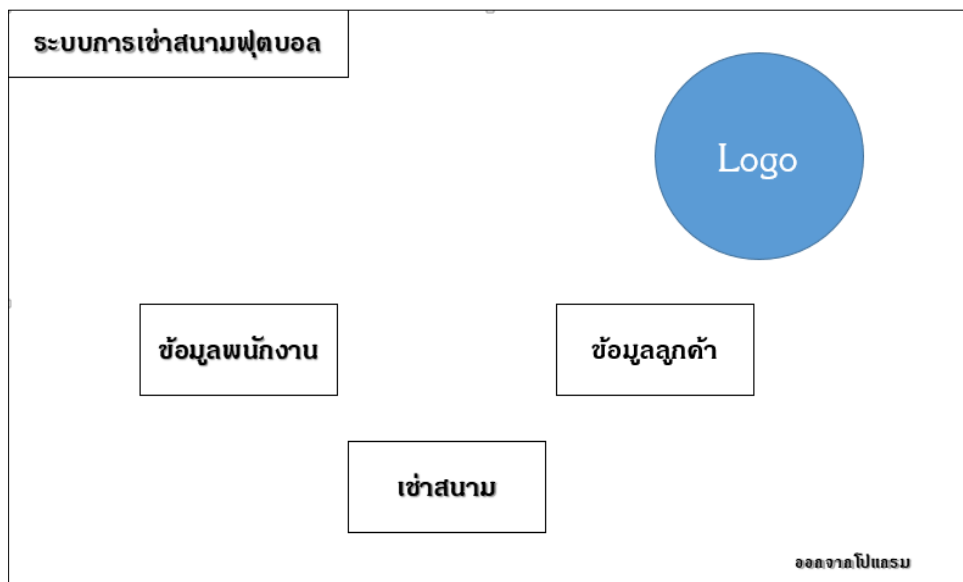 ระบบการเช่าสนามฟุตบอล
Logo
ข้อมูลพนักงาน
ข้อมูลลูกค้า
เช่าสนาม
ออกจากโปแกรม